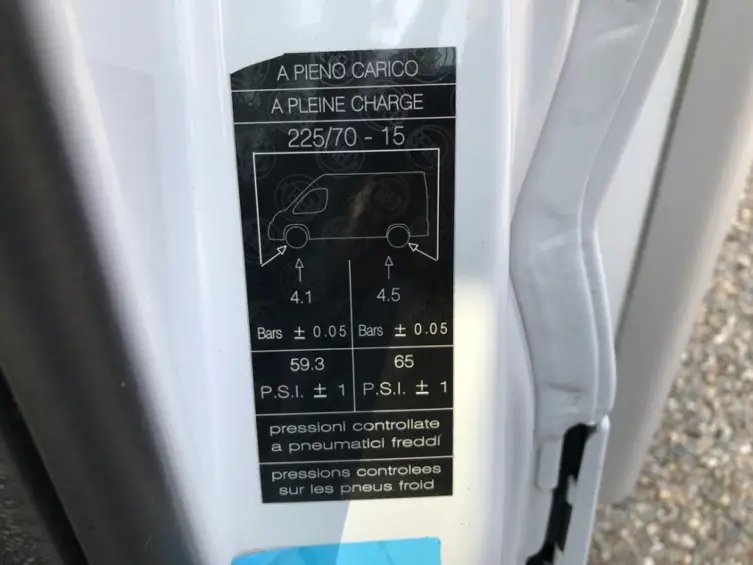 A PIENO CARICO
A PLEINE CHARGE
225/70 - 15
4.1 4.5
Bars ± 0.05 Bars ± 0.05
59.3 65
P.S.I. ± 1 P.S.I. ± 1
pressioni controllate
a pneumatici freddi
pressions controlees
sur les pneus froid